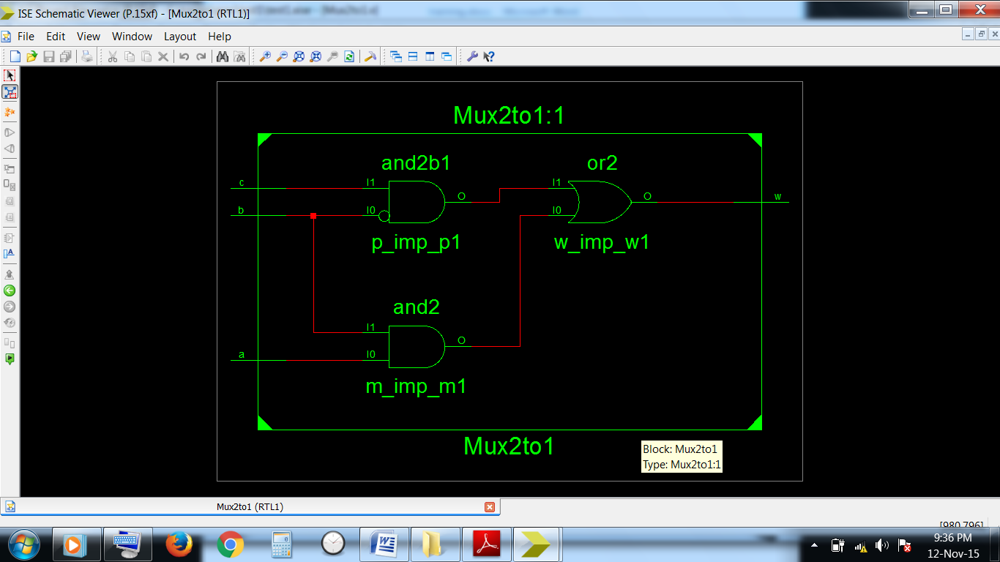 ISE Schematic Viewer (P.15xf) - [Mux2to1 (RTL1)]
File Edit View Window Layout Help
Mux2to1:1
and2b1 or2
c I1 O I1 O w
b I0 I0
p_imp_p1 w_imp_w1
and2
I1 O
a I0
m_imp_m1
Mux2to1
Block: Mux2to1
Type: Mux2to1:1
Mux2to1 (RTL1)
[980,796]
9:36 PM
12-Nov-15